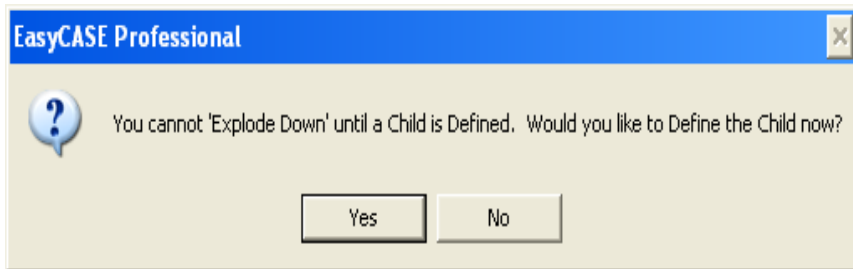 EasyCASE Professional
You cannot 'Explode Down' until a Child is Defined.  Would you like to Define the Child now?
Yes
No